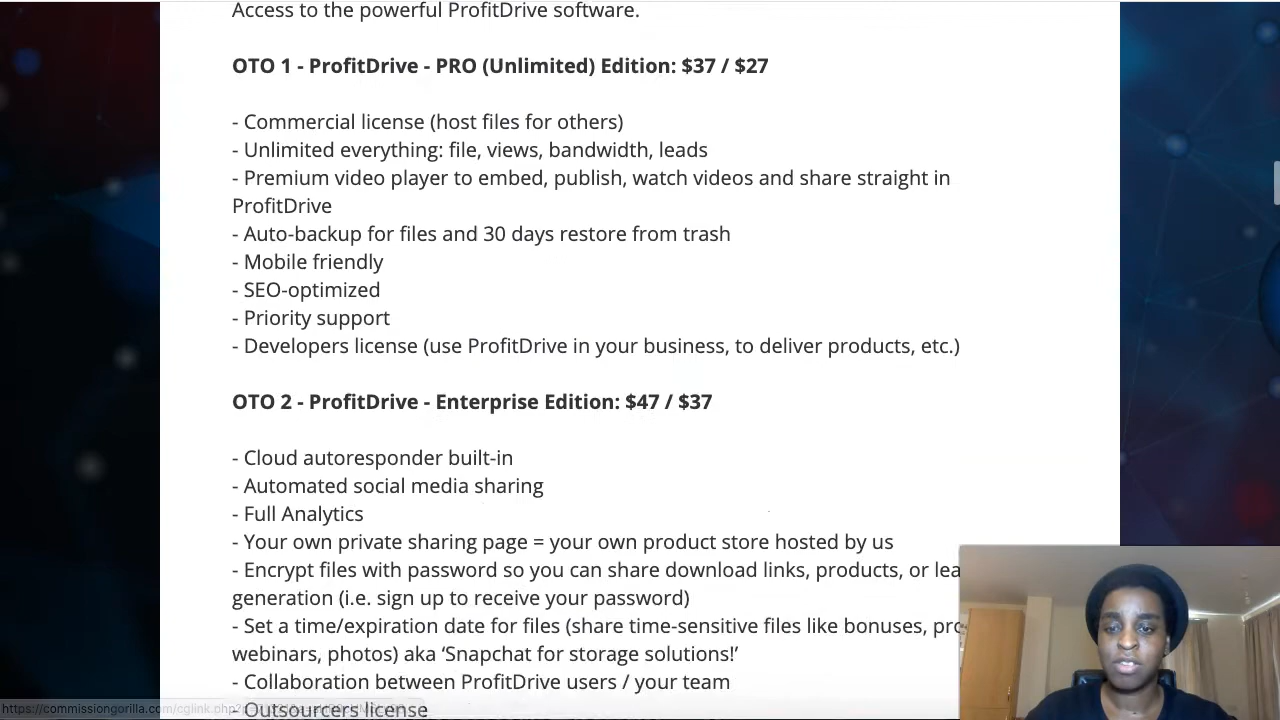 Access to the powerful ProfitDrive software.
OTO 1 - ProfitDrive - PRO (Unlimited) Edition: $37 / $27
- Commercial license (host files for others)
- Unlimited everything: file, views, bandwidth, leads
- Premium video player to embed, publish, watch videos and share straight in
ProfitDrive
- Auto-backup for files and 30 days restore from trash
- Mobile friendly
- SEO-optimized
- Priority support
- Developers license (use ProfitDrive in your business, to deliver products, etc.)
OTO 2 - ProfitDrive - Enterprise Edition: $47 / $37
- Cloud autoresponder built-in
- Automated social media sharing
- Full Analytics
- Your own private sharing page = your own product store hosted by us
- Encrypt files with password so you can share download links, products, or lea
generation (i.e. sign up to receive your password)
- Set a time/expiration date for files (share time-sensitive files like bonuses, pro
webinars, photos) aka ‘Snapchat for storage solutions!’
- Collaboration between ProfitDrive users / your team
- Outsourcers license